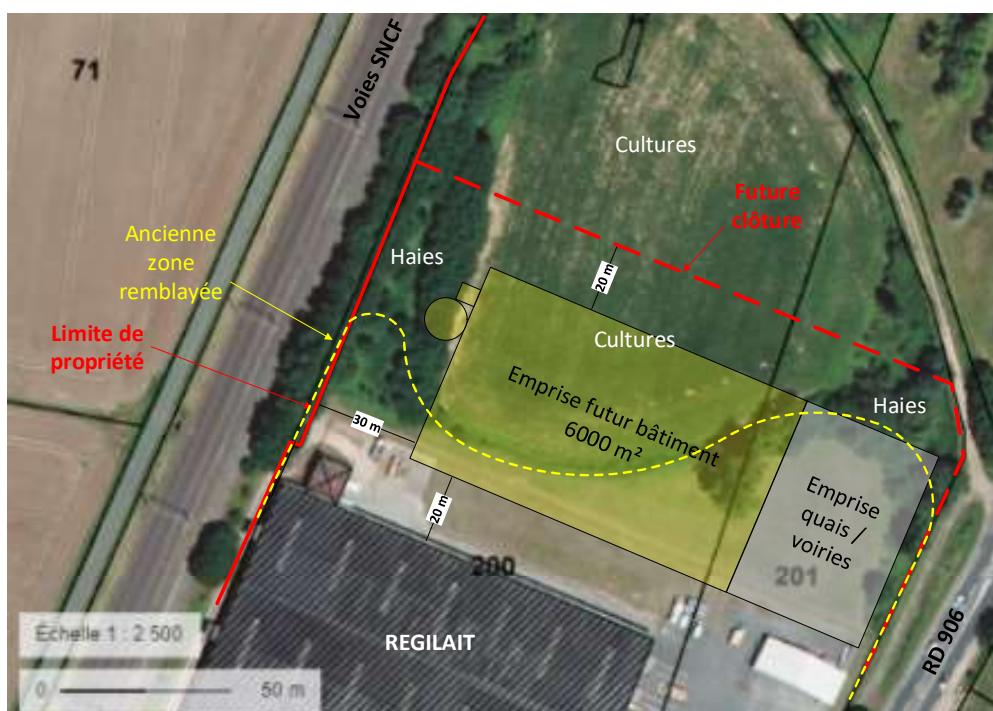 71
Voies SNCF
Cultures
Future
clôture
Ancienne
zone
remblayée
Haies
20 m
Limite de
propriété
Cultures
Emprise futur bâtiment
6000 m²
Haies
30 m
20 m
Emprise
quais /
voiries
200
201
REGILAIT
RD 906
Échelle 1 : 2 500
0
50 m